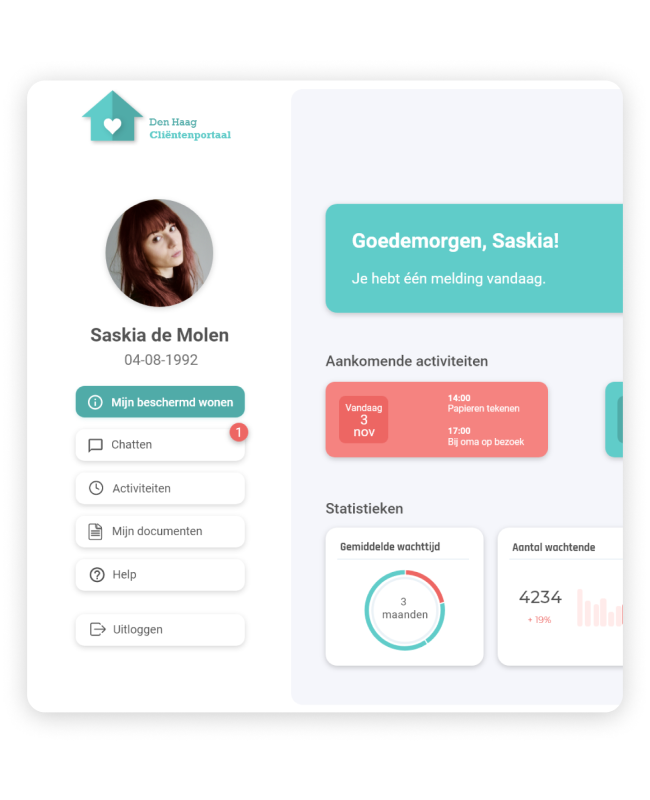 Den Haag
Cliëntenportaal
Saskia de Molen
04-08-1992
Mijn beschermd wonen
Chatten
1
Activiteiten
Mijn documenten
Help
Uitloggen
Goedemorgen, Saskia!
Je hebt één melding vandaag.
Aankomende activiteiten
Vandaag
3
nov
14:00
Papieren tekenen
17:00
Bij oma op bezoek
Statistieken
Gemiddelde wachttijd
3
maanden
Aantal wachtende
4234
+ 19%